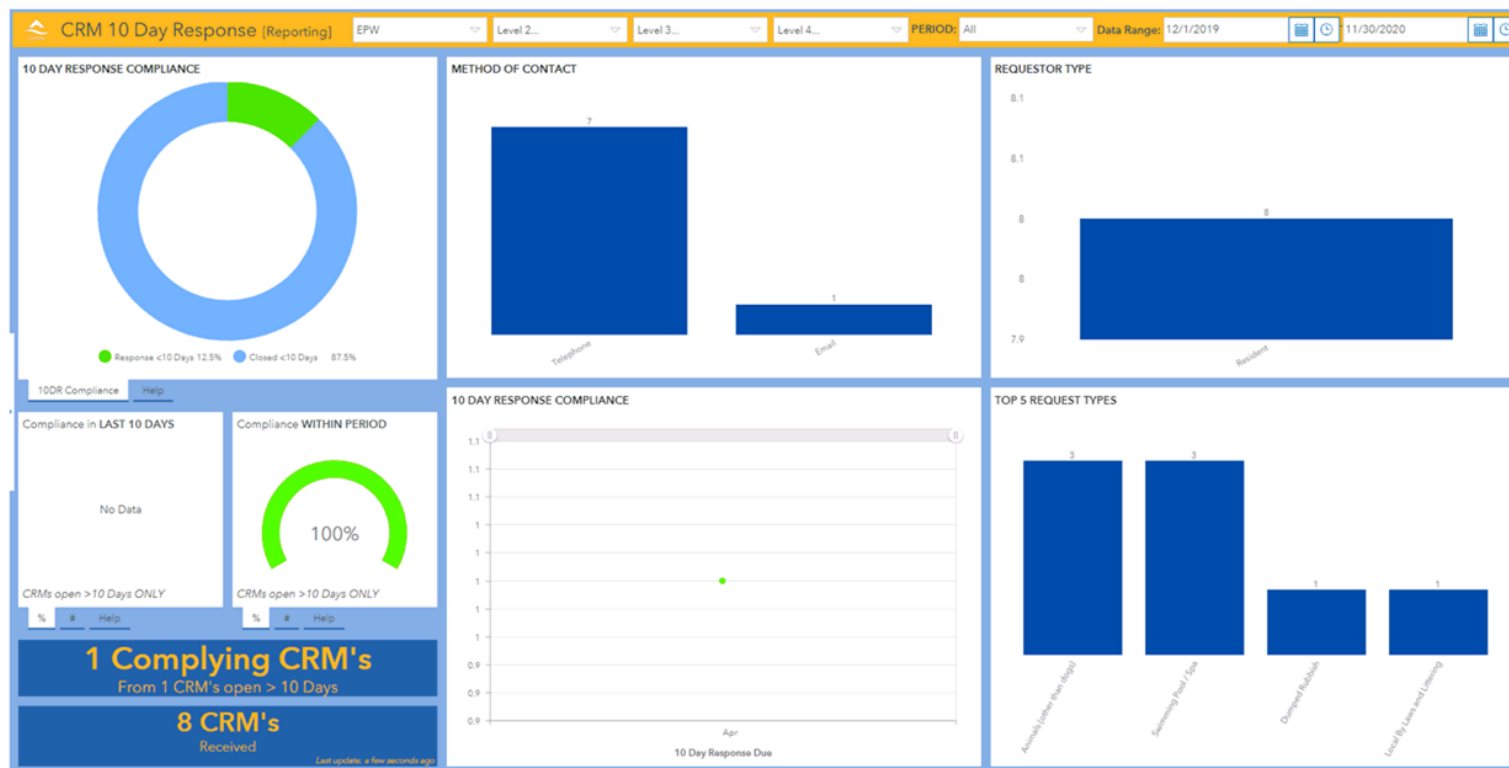 CRM 10 Day Response [Reporting]
EPW
Level 2...
Level 3...
Level 4...
PERIOD: All
Data Range: 12/1/2019
11/30/2020
10 DAY RESPONSE COMPLIANCE
Response <10 Days 12.5%
Closed <10 Days 87.5%
10DR Compliance
Help
METHOD OF CONTACT
7
1
Telephone
Email
REQUESTOR TYPE
8.1
8.1
8
8
7.9
8
Resident
Compliance in LAST 10 DAYS
No Data
CRMs open >10 Days ONLY
% # Help
Compliance WITHIN PERIOD
100%
CRMs open >10 Days ONLY
% # Help
1 Complying CRM's
From 1 CRM's open > 10 Days
8 CRM's
Received
Last update: a few seconds ago
10 DAY RESPONSE COMPLIANCE
1.1
1.1
1.1
1
1
1
1
1
0.9
0.9
0.9
Apr
10 Day Response Due
TOP 5 REQUEST TYPES
3
3
1
1
Animals (other than dogs)
Swimming Pool / Spa
Dumped Rubbish
Local By Laws and Littering